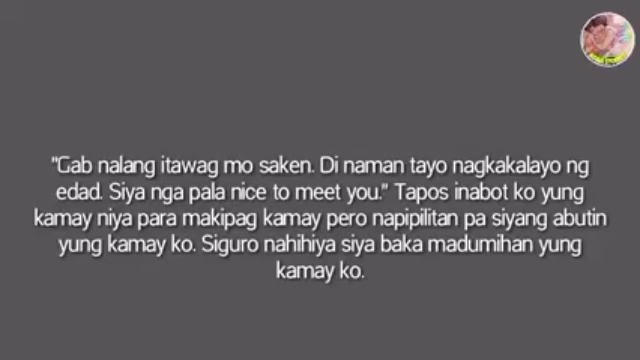 "Gab nalang itawag mo saken. Di naman tayo nagkakalayo ng
edad. Siya nga pala nice to meet you." Tapos inabot ko yung
kamay niya para makipag kamay pero napipilitan pa siyang abutin
yung kamay ko. Siguro nahihiya siya baka madumihan yung
kamay ko.